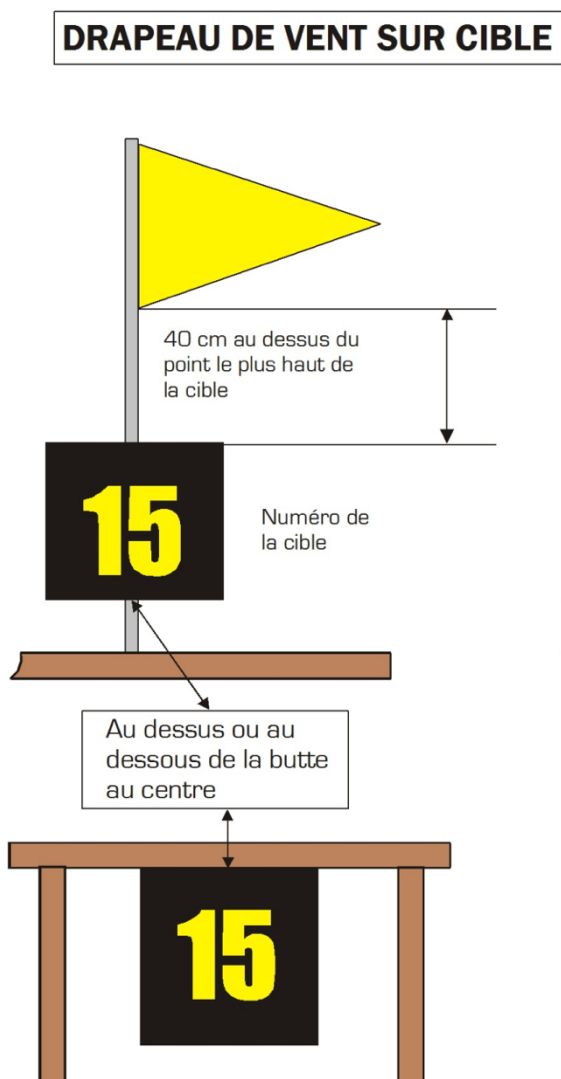 DRAPEAU DE VENT SUR CIBLE
40 cm au dessus du
point le plus haut de
la cible
15
Numéro de
la cible
Au dessus ou au
dessous de la butte
au centre
15